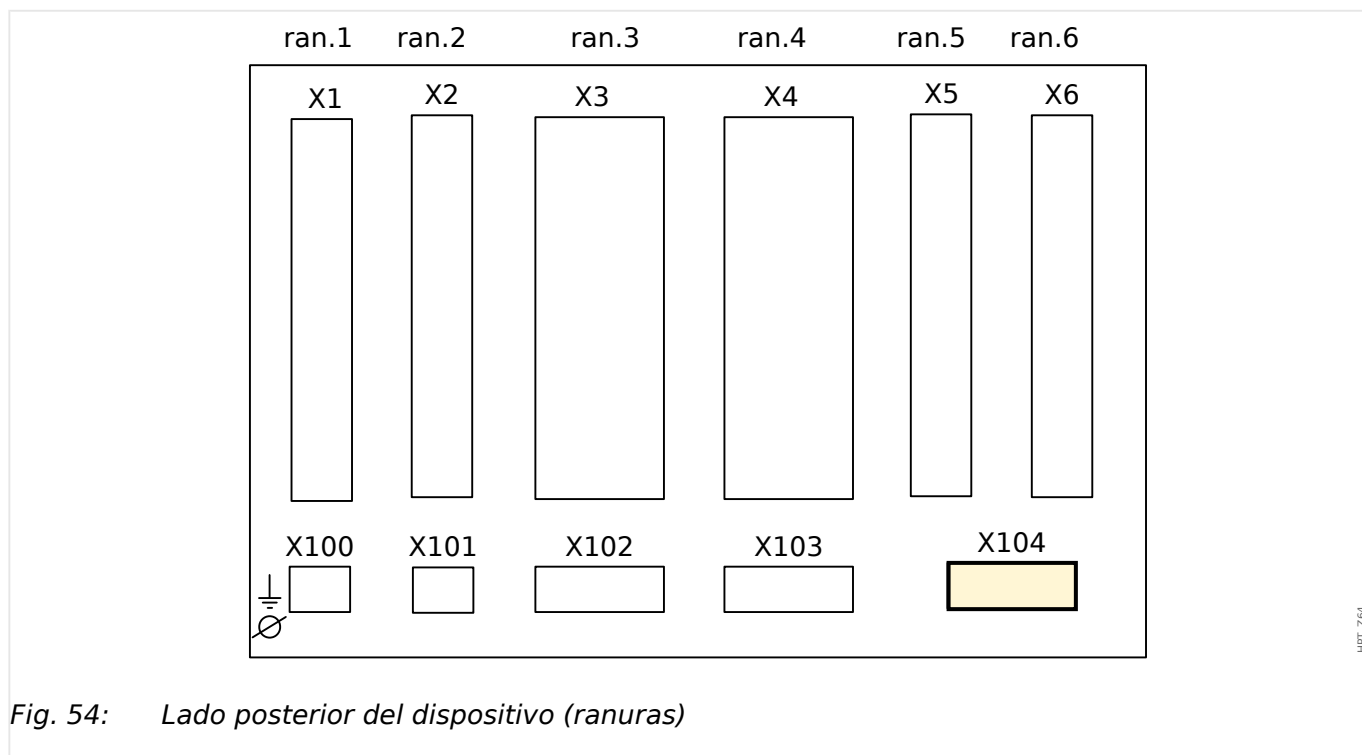 ran.1 ran.2 ran.3 ran.4 ran.5 ran.6
X1 X2 X3 X4 X5 X6
X100 X101 X102 X103 X104
HPT_Z64
Fig. 54: Lado posterior del dispositivo (ranuras)